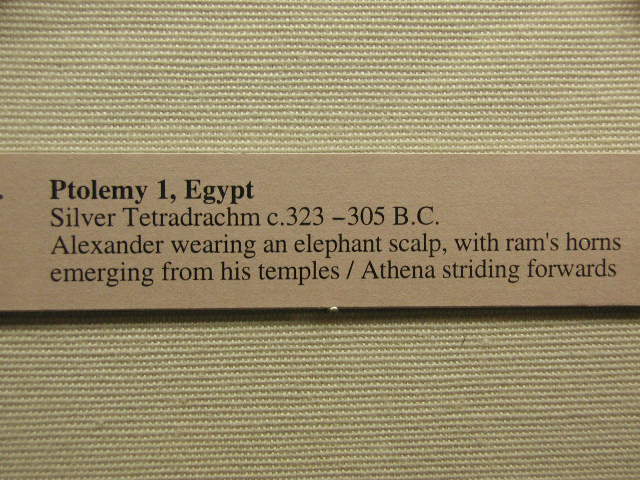 . Ptolemy 1, Egypt
Silver Tetradrachm c.323 –305 B.C.
Alexander wearing an elephant scalp, with ram's horns
emerging from his temples / Athena striding forwards